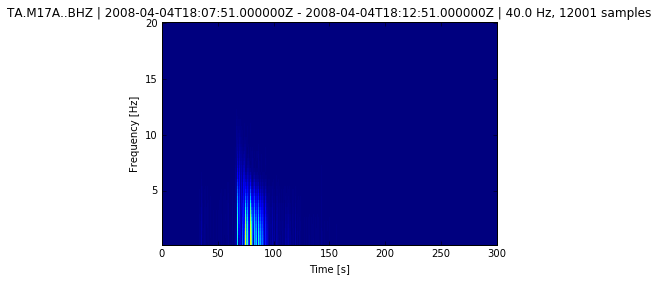 TA.M17A..BHZ | 2008-04-04T18:07:51.000000Z - 2008-04-04T18:12:51.000000Z | 40.0 Hz, 12001 samples
20
15
10
5
Frequency [Hz]
0 50 100 150 200 250 300
Time [s]